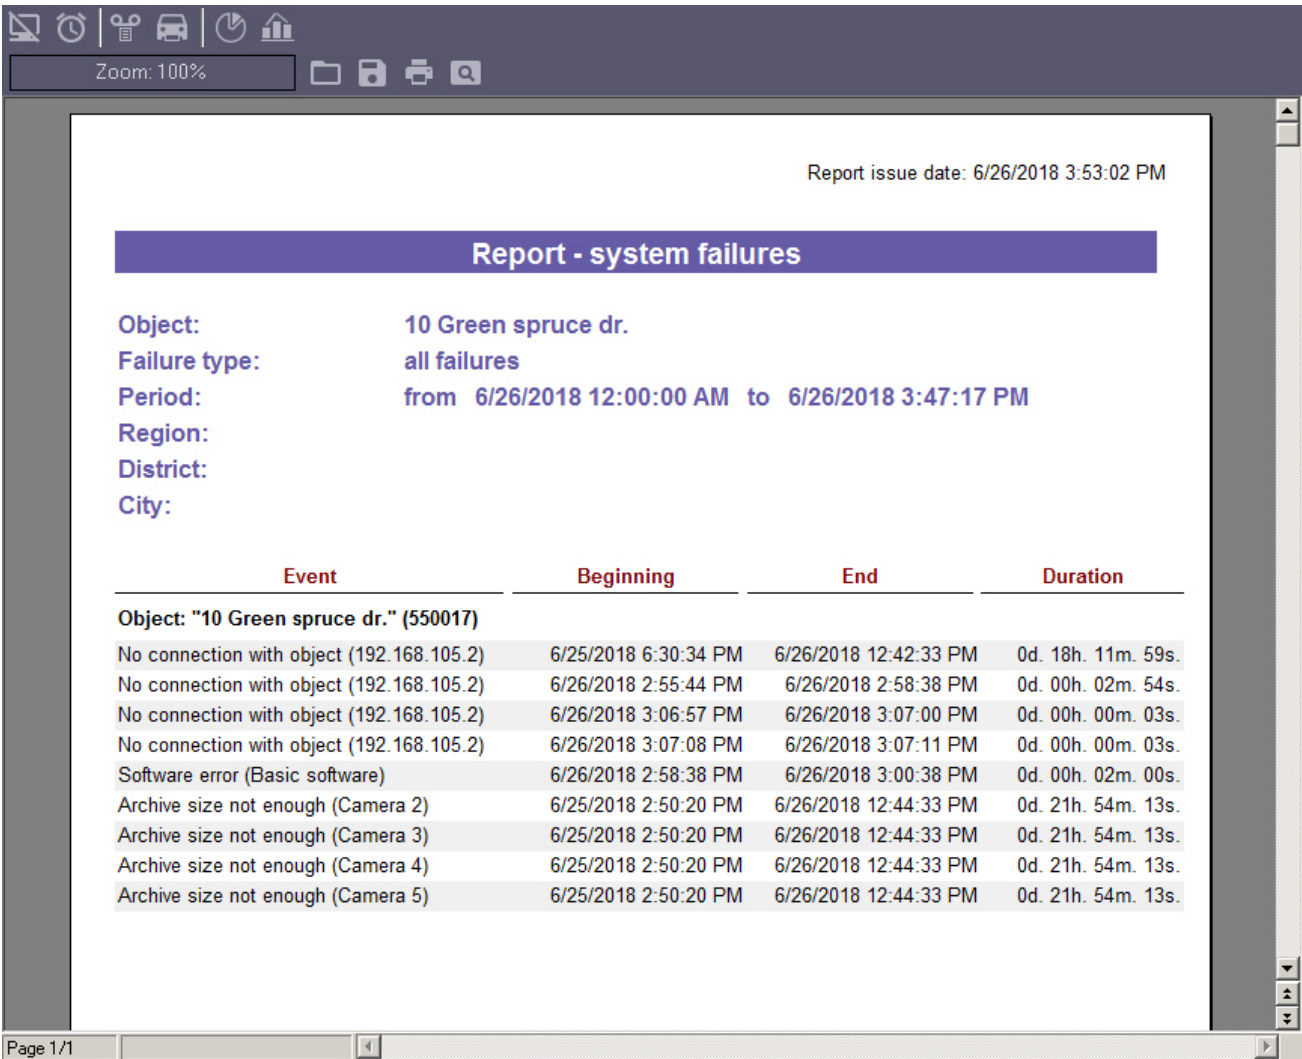 Zoom: 100%
Report issue date: 6/26/2018 3:53:02 PM
Report - system failures
Object: 10 Green spruce dr.
Failure type: all failures
Period: from 6/26/2018 12:00:00 AM to 6/26/2018 3:47:17 PM
Region:
District:
City:
Event Beginning End Duration
Object: "10 Green spruce dr." (550017)
No connection with object (192.168.105.2) 6/25/2018 6:30:34 PM 6/26/2018 12:42:33 PM 0d. 18h. 11m. 59s.
No connection with object (192.168.105.2) 6/26/2018 2:55:44 PM 6/26/2018 2:58:38 PM 0d. 00h. 02m. 54s.
No connection with object (192.168.105.2) 6/26/2018 3:06:57 PM 6/26/2018 3:07:00 PM 0d. 00h. 00m. 03s.
No connection with object (192.168.105.2) 6/26/2018 3:07:08 PM 6/26/2018 3:07:11 PM 0d. 00h. 00m. 03s.
Software error (Basic software) 6/26/2018 2:58:38 PM 6/26/2018 3:00:38 PM 0d. 00h. 02m. 00s.
Archive size not enough (Camera 2) 6/25/2018 2:50:20 PM 6/26/2018 12:44:33 PM 0d. 21h. 54m. 13s.
Archive size not enough (Camera 3) 6/25/2018 2:50:20 PM 6/26/2018 12:44:33 PM 0d. 21h. 54m. 13s.
Archive size not enough (Camera 4) 6/25/2018 2:50:20 PM 6/26/2018 12:44:33 PM 0d. 21h. 54m. 13s.
Archive size not enough (Camera 5) 6/25/2018 2:50:20 PM 6/26/2018 12:44:33 PM 0d. 21h. 54m. 13s.
Page 1/1